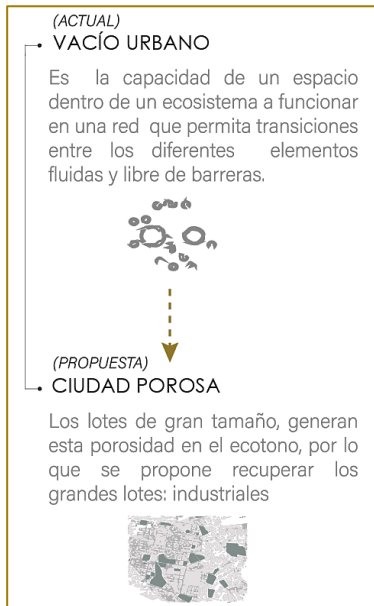 (ACTUAL)
VACÍO URBANO
Es la capacidad de un espacio
dentro de un ecosistema a funcionar
en una red que permita transiciones
entre los diferentes elementos
fluidas y libre de barreras.
(PROPUESTA)
CIUDAD POROSA
Los lotes de gran tamaño, generan
esta porosidad en el ecotono, por lo
que se propone recuperar los
grandes lotes: industriales